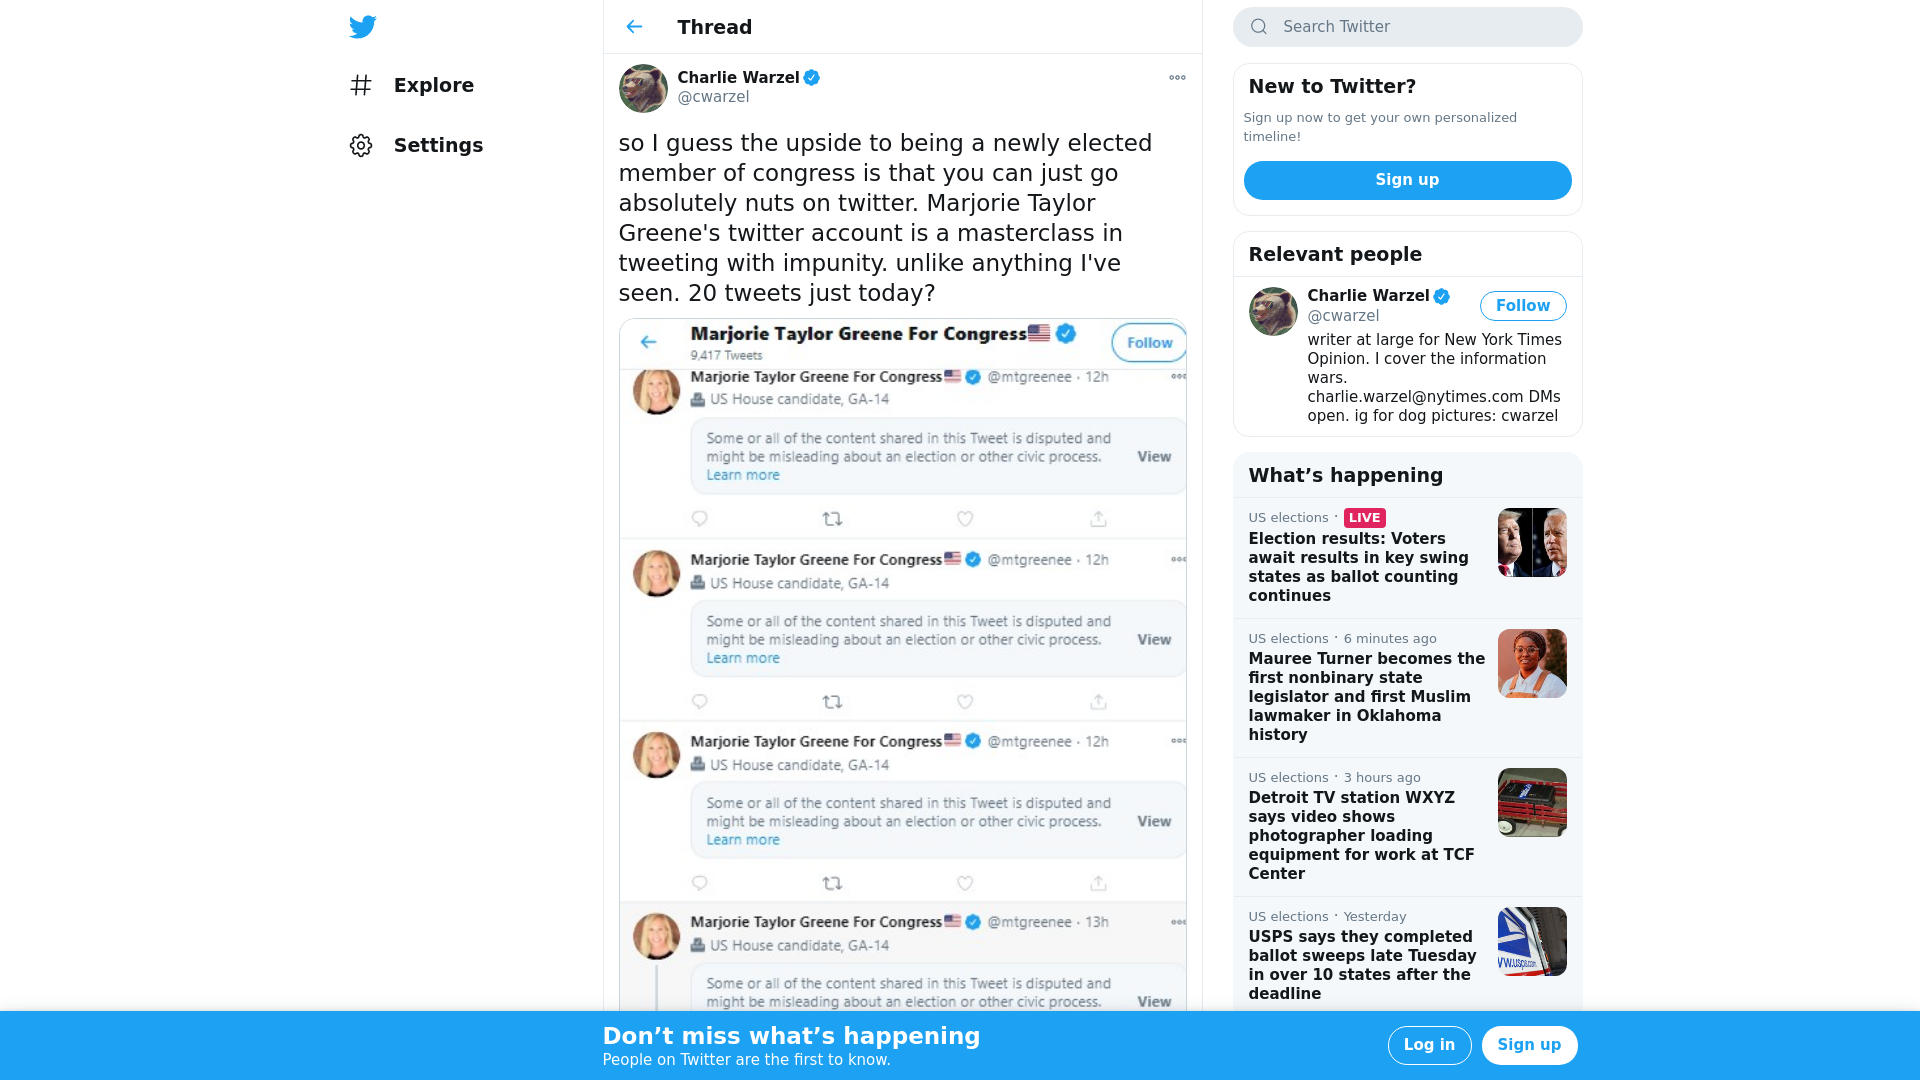 Explore
Settings
Thread
Charlie Warzel
@cwarzel
so I guess the upside to being a newly elected
member of congress is that you can just go
absolutely nuts on twitter. Marjorie Taylor
Greene's twitter account is a masterclass in
tweeting with impunity. unlike anything I've
seen. 20 tweets just today?
Marjorie Taylor Greene For Congress
9,417 Tweets
Follow
Marjorie Taylor Greene For Congress @mtgreenee · 12h
US House candidate, GA-14
Some or all of the content shared in this Tweet is disputed and
might be misleading about an election or other civic process.
Learn more
View
Marjorie Taylor Greene For Congress @mtgreenee · 12h
US House candidate, GA-14
Some or all of the content shared in this Tweet is disputed and
might be misleading about an election or other civic process.
Learn more
View
Marjorie Taylor Greene For Congress @mtgreenee · 12h
US House candidate, GA-14
Some or all of the content shared in this Tweet is disputed and
might be misleading about an election or other civic process.
Learn more
View
Marjorie Taylor Greene For Congress @mtgreenee · 13h
US House candidate, GA-14
Some or all of the content shared in this Tweet is disputed and
might be misleading about an election or other civic process.
View
Search Twitter
New to Twitter?
Sign up now to get your own personalized
timeline!
Sign up
Relevant people
Charlie Warzel
@cwarzel
Follow
writer at large for New York Times
Opinion. I cover the information
wars.
charlie.warzel@nytimes.com DMs
open. ig for dog pictures: cwarzel
What’s happening
US elections · LIVE
Election results: Voters
await results in key swing
states as ballot counting
continues
US elections · 6 minutes ago
Mauree Turner becomes the
first nonbinary state
legislator and first Muslim
lawmaker in Oklahoma
history
US elections · 3 hours ago
Detroit TV station WXYZ
says video shows
photographer loading
equipment for work at TCF
Center
US elections · Yesterday
USPS says they completed
ballot sweeps late Tuesday
in over 10 states after the
deadline
Don’t miss what’s happening
People on Twitter are the first to know.
Log in
Sign up